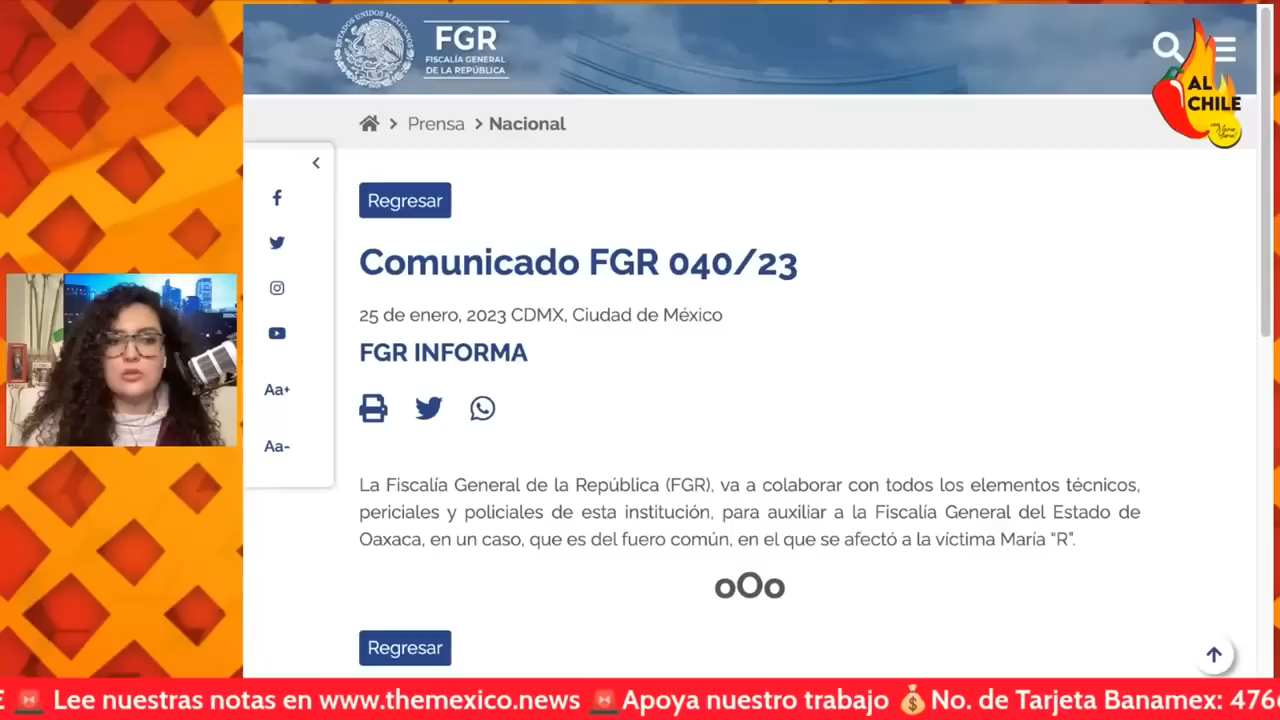 ESTADOS UNIDOS MEXICANOS
FGR
FISCALÍA GENERAL
DE LA REPÚBLICA
AL
CHILE
Prensa > Nacional
Regresar
Comunicado FGR 040/23
25 de enero, 2023 CDMX, Ciudad de México
FGR INFORMA
Aa+
Aa-
La Fiscalía General de la República (FGR), va a colaborar con todos los elementos técnicos,
periciales y policiales de esta institución, para auxiliar a la Fiscalía General del Estado de
Oaxaca, en un caso, que es del fuero común, en el que se afectó a la víctima María “R”.
oOo
Regresar
E 🚨 Lee nuestras notas en www.themexico.news 🚨Apoya nuestro trabajo 💰No. de Tarjeta Banamex: 476